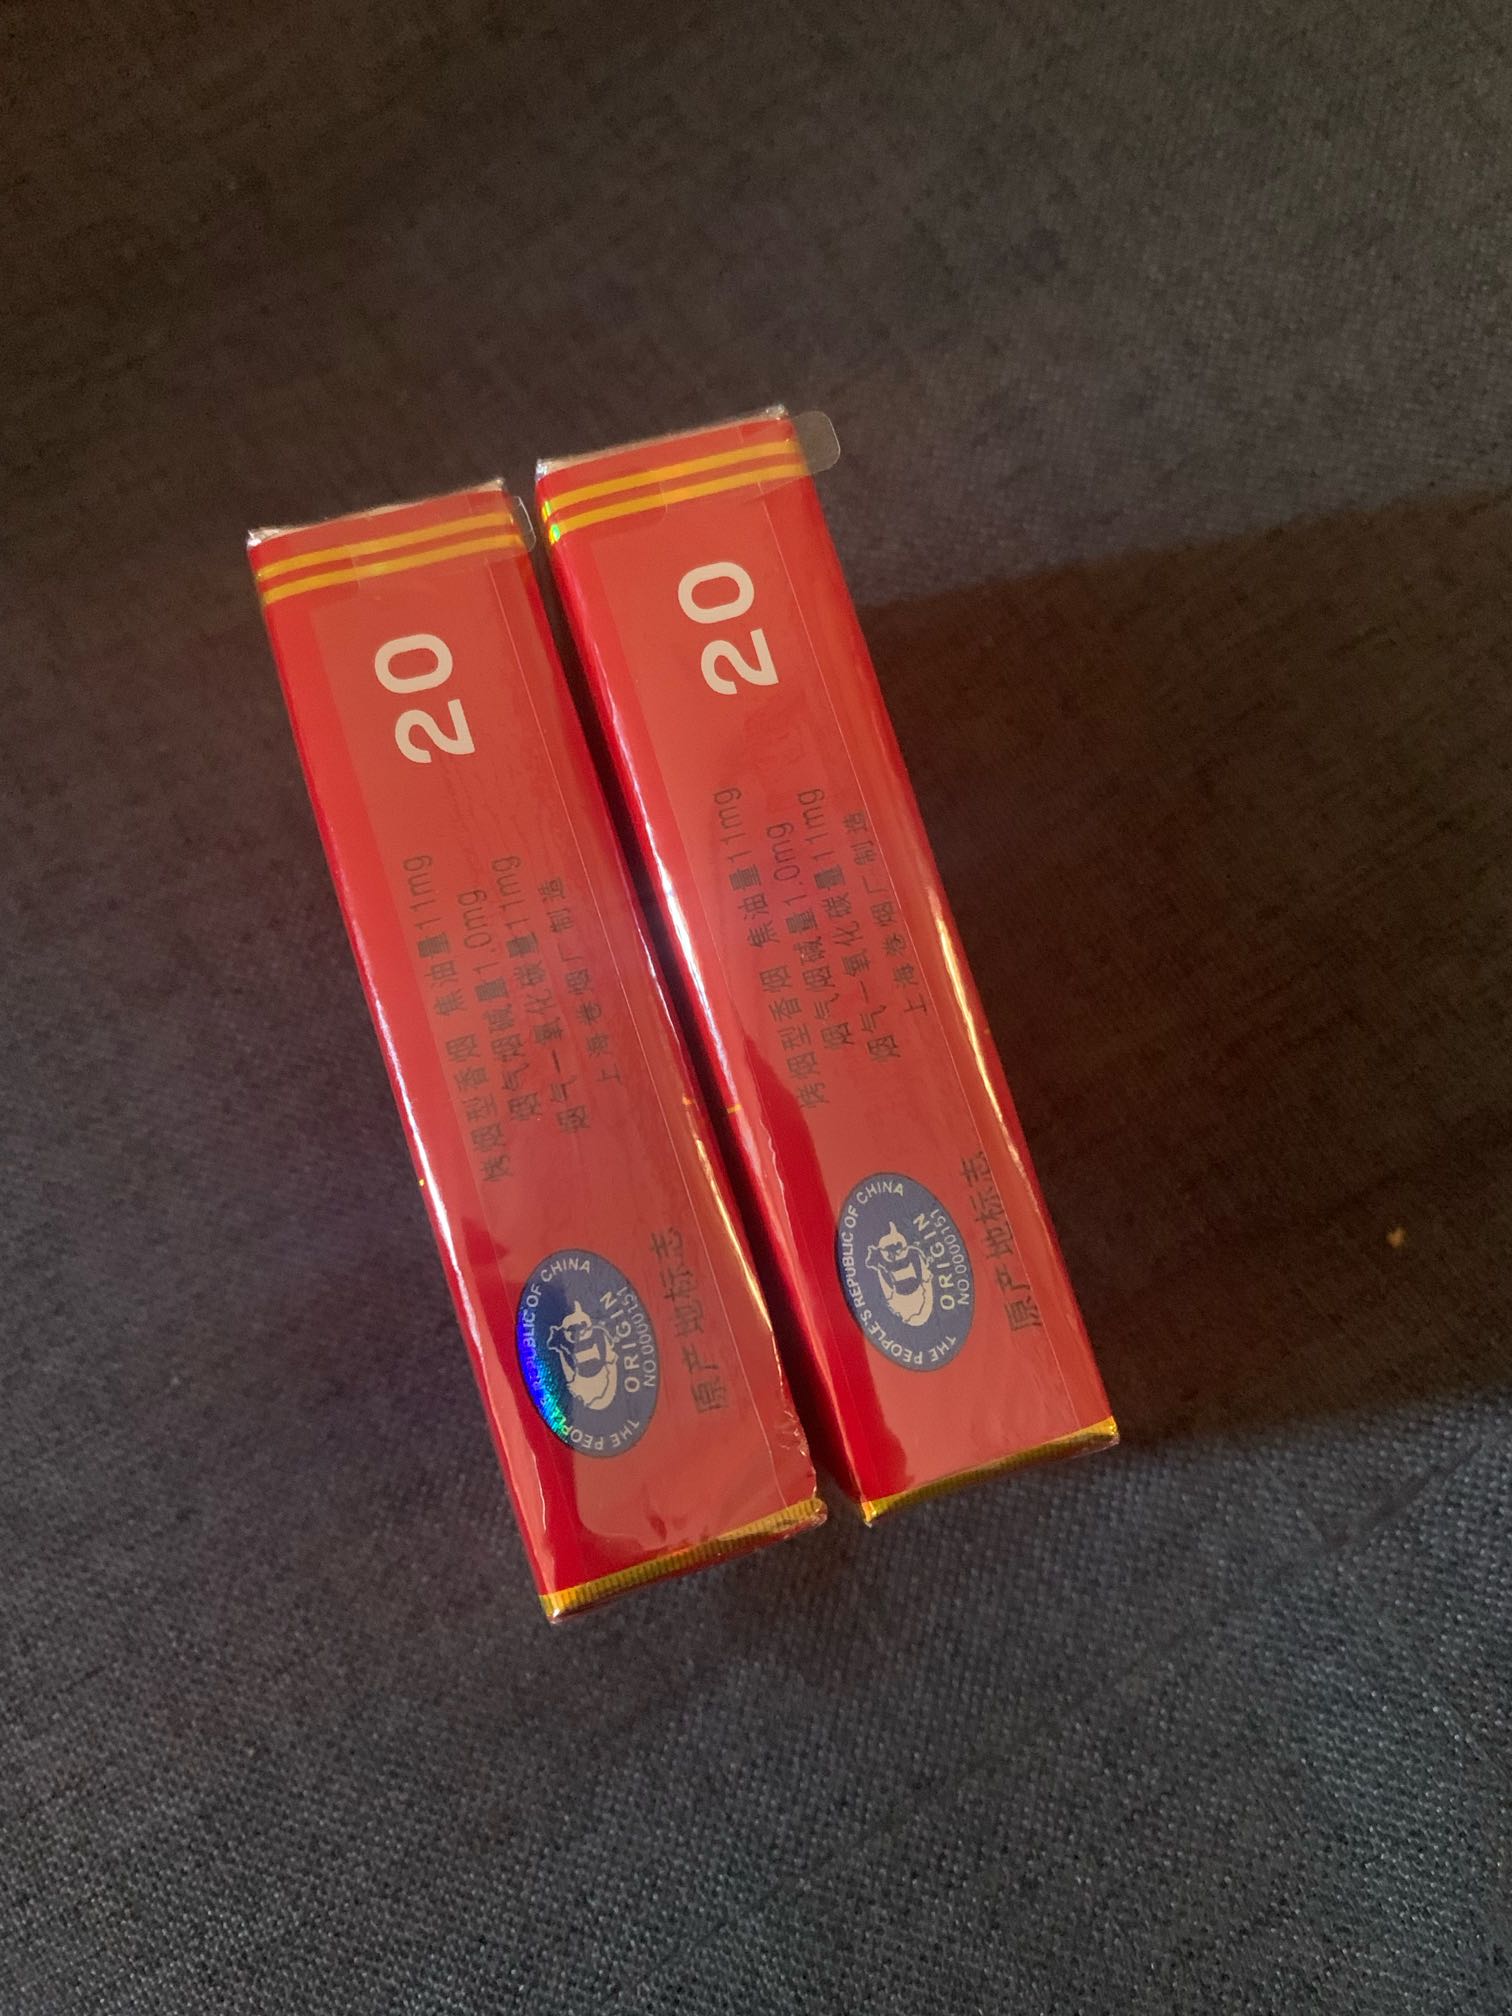 20
烤烟型香烟 焦油量11mg
烟气烟碱量1.0mg
烟气一氧化碳量11mg
上海卷烟厂制造
THE PEOPLE'S REPUBLIC OF CHINA
ORIGIN
NO.0000151
原产地标志
20
烤烟型香烟 焦油量11mg
烟气烟碱量1.0mg
烟气一氧化碳量11mg
上海卷烟厂制造
THE PEOPLE'S REPUBLIC OF CHINA
ORIGIN
NO.0000151
原产地标志